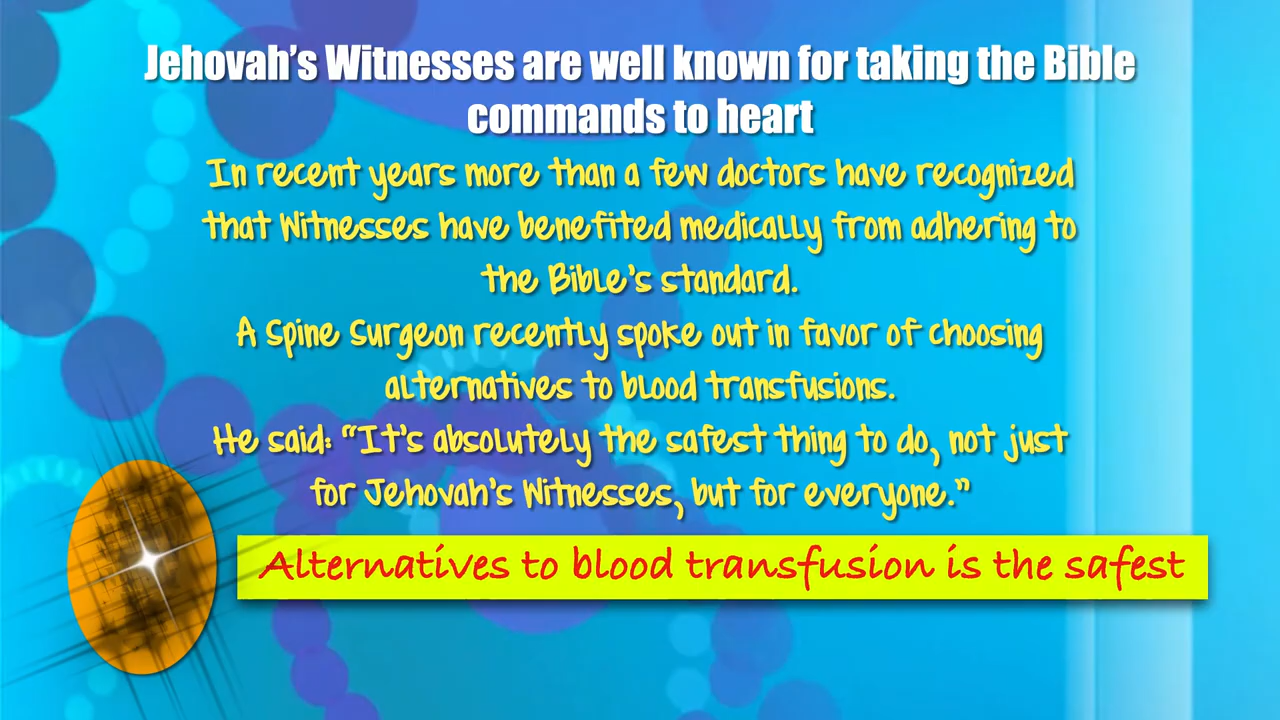 Jehovah’s Witnesses are well known for taking the Bible
commands to heart
In recent years more than a few doctors have recognized
that Witnesses have benefited medically from adhering to
the Bible’s standard.
A Spine Surgeon recently spoke out in favor of choosing
alternatives to blood transfusions.
He said: “It’s absolutely the safest thing to do, not just
for Jehovah’s Witnesses, but for everyone.”
Alternatives to blood transfusion is the safest